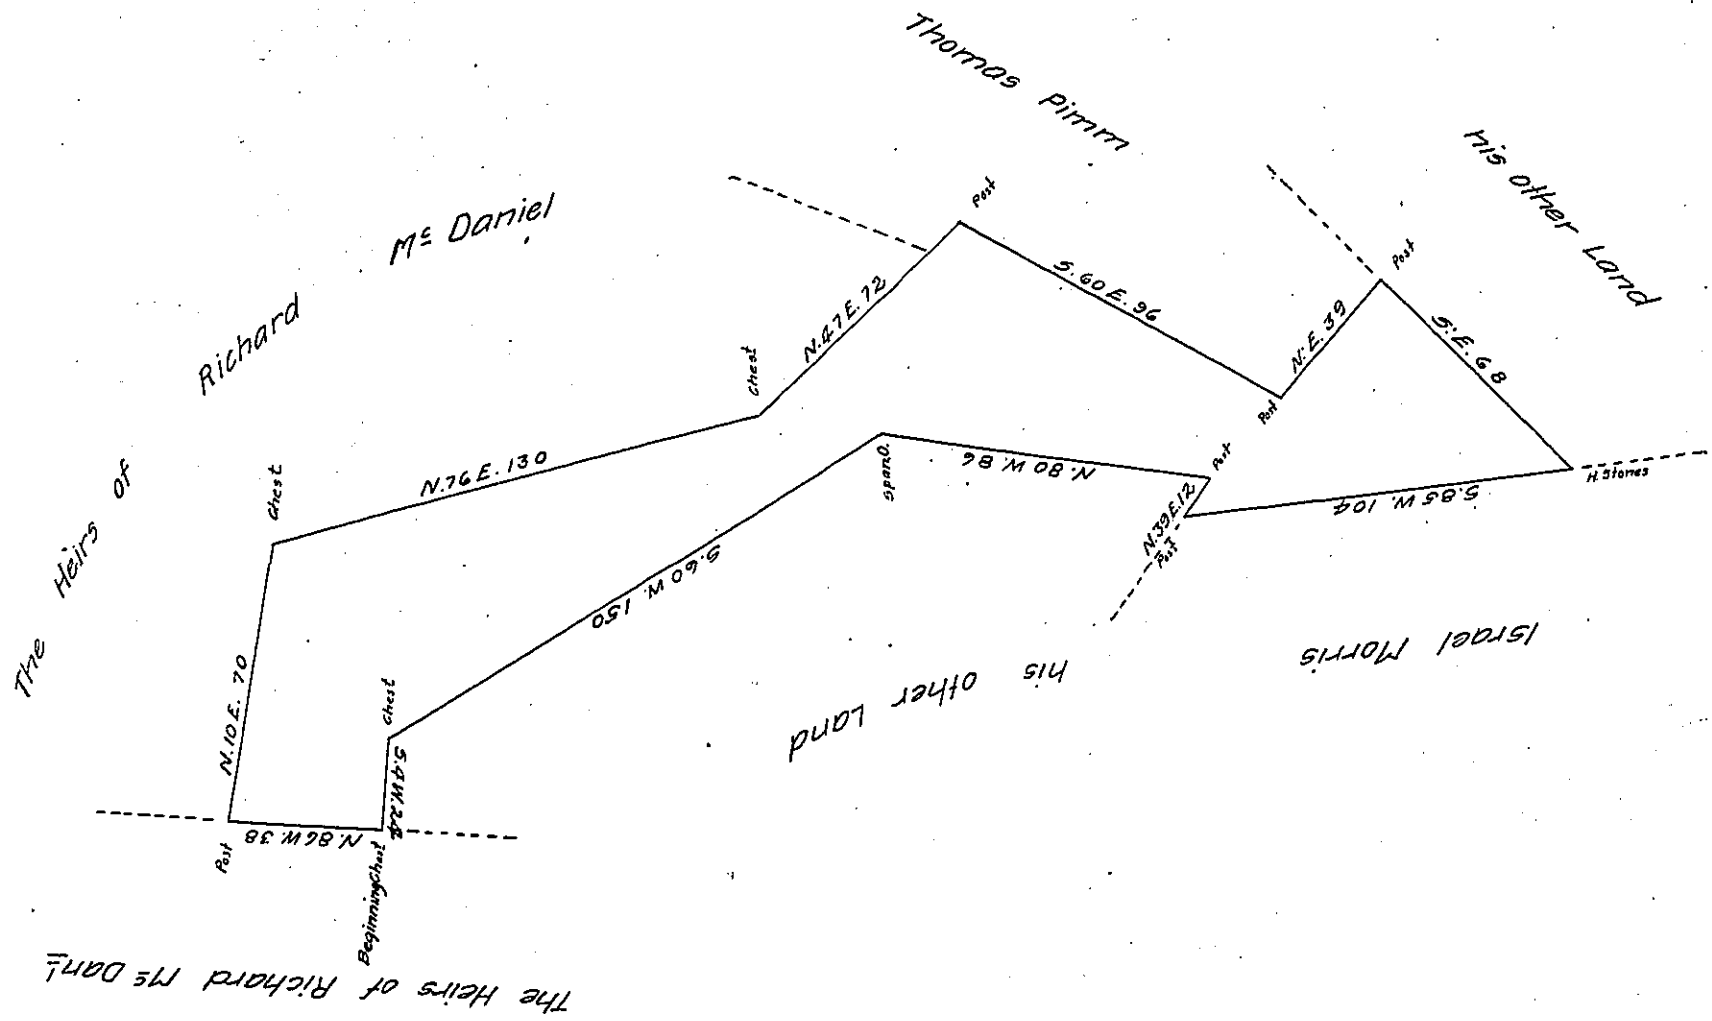 Thomas Pimm
his other Land
The Heirs of Richard Mc Daniel
Post
S. 60 E. 96
Post
N. E. 39
Post
S. E. 68
H. Stones
S. 85 W. 104
Post
N. 39 E. 12
Post
N. 80 W. 86
Span O.
S. 60 W. 150
Chest
S. 4 W. 24
Beginning Chest
N. 86 W. 38
Post
N. 10 E. 70
Chest
N. 76 E. 130
Chest
N. 47 E. 72
his other Land
Israel Morris
The Heirs of Richard Mc Danl